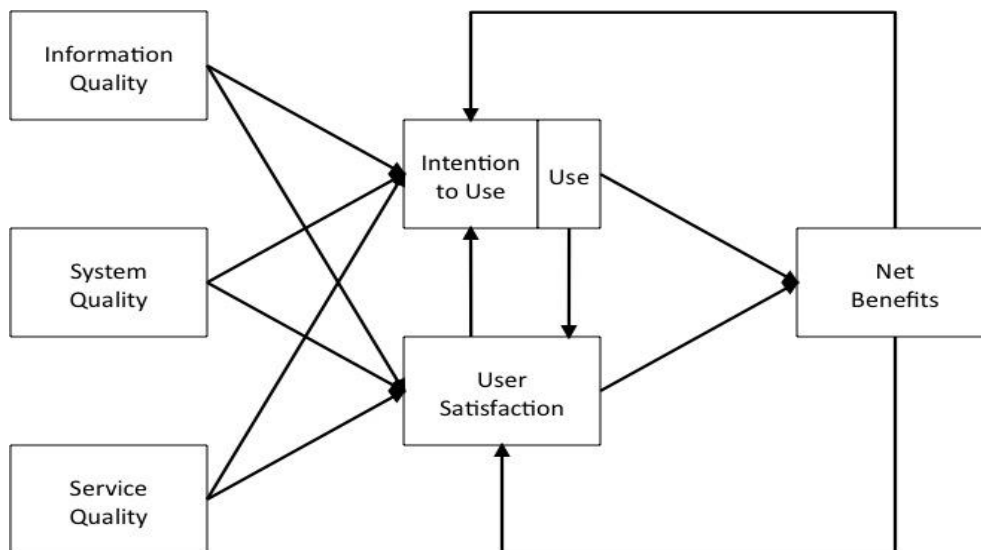 Information
Quality
Intention
to Use
Use
System
Quality
Net
Benefits
User
Satisfaction
Service
Quality